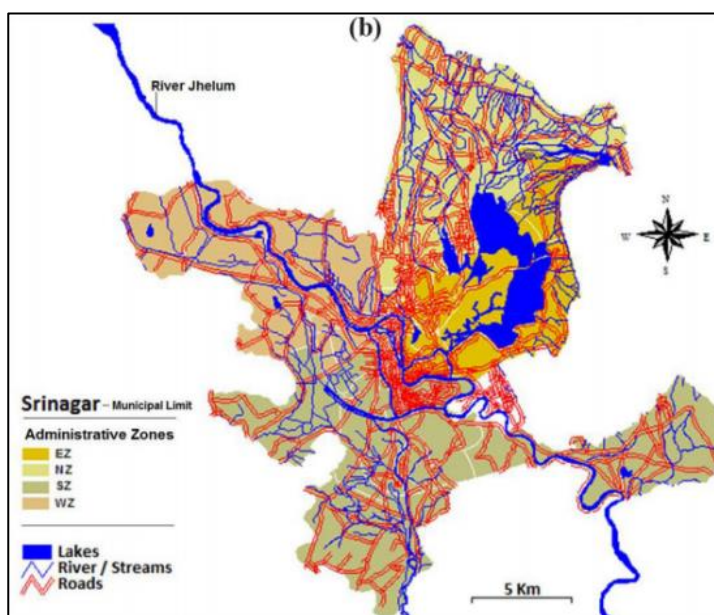 (b)
River Jhelum
N
W E
S
Srinagar – Municipal Limit
Administrative Zones
EZ
NZ
SZ
WZ
Lakes
River / Streams
Roads
5 Km